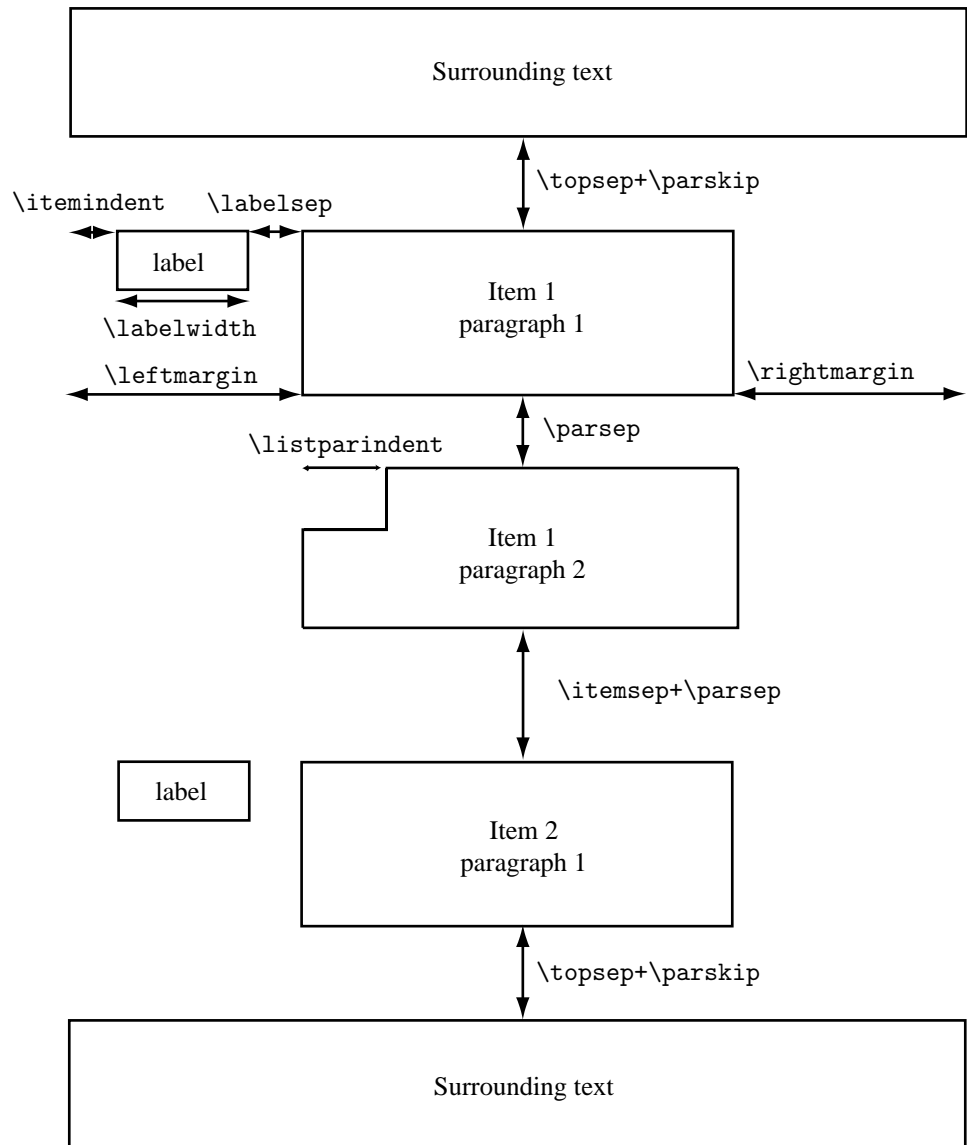 Surrounding text
\topsep+\parskip
\itemindent
\labelsep
label
Item 1
paragraph 1
\labelwidth
\leftmargin
\rightmargin
\parsep
\listparindent
Item 1
paragraph 2
\itemsep+\parsep
label
Item 2
paragraph 1
\topsep+\parskip
Surrounding text